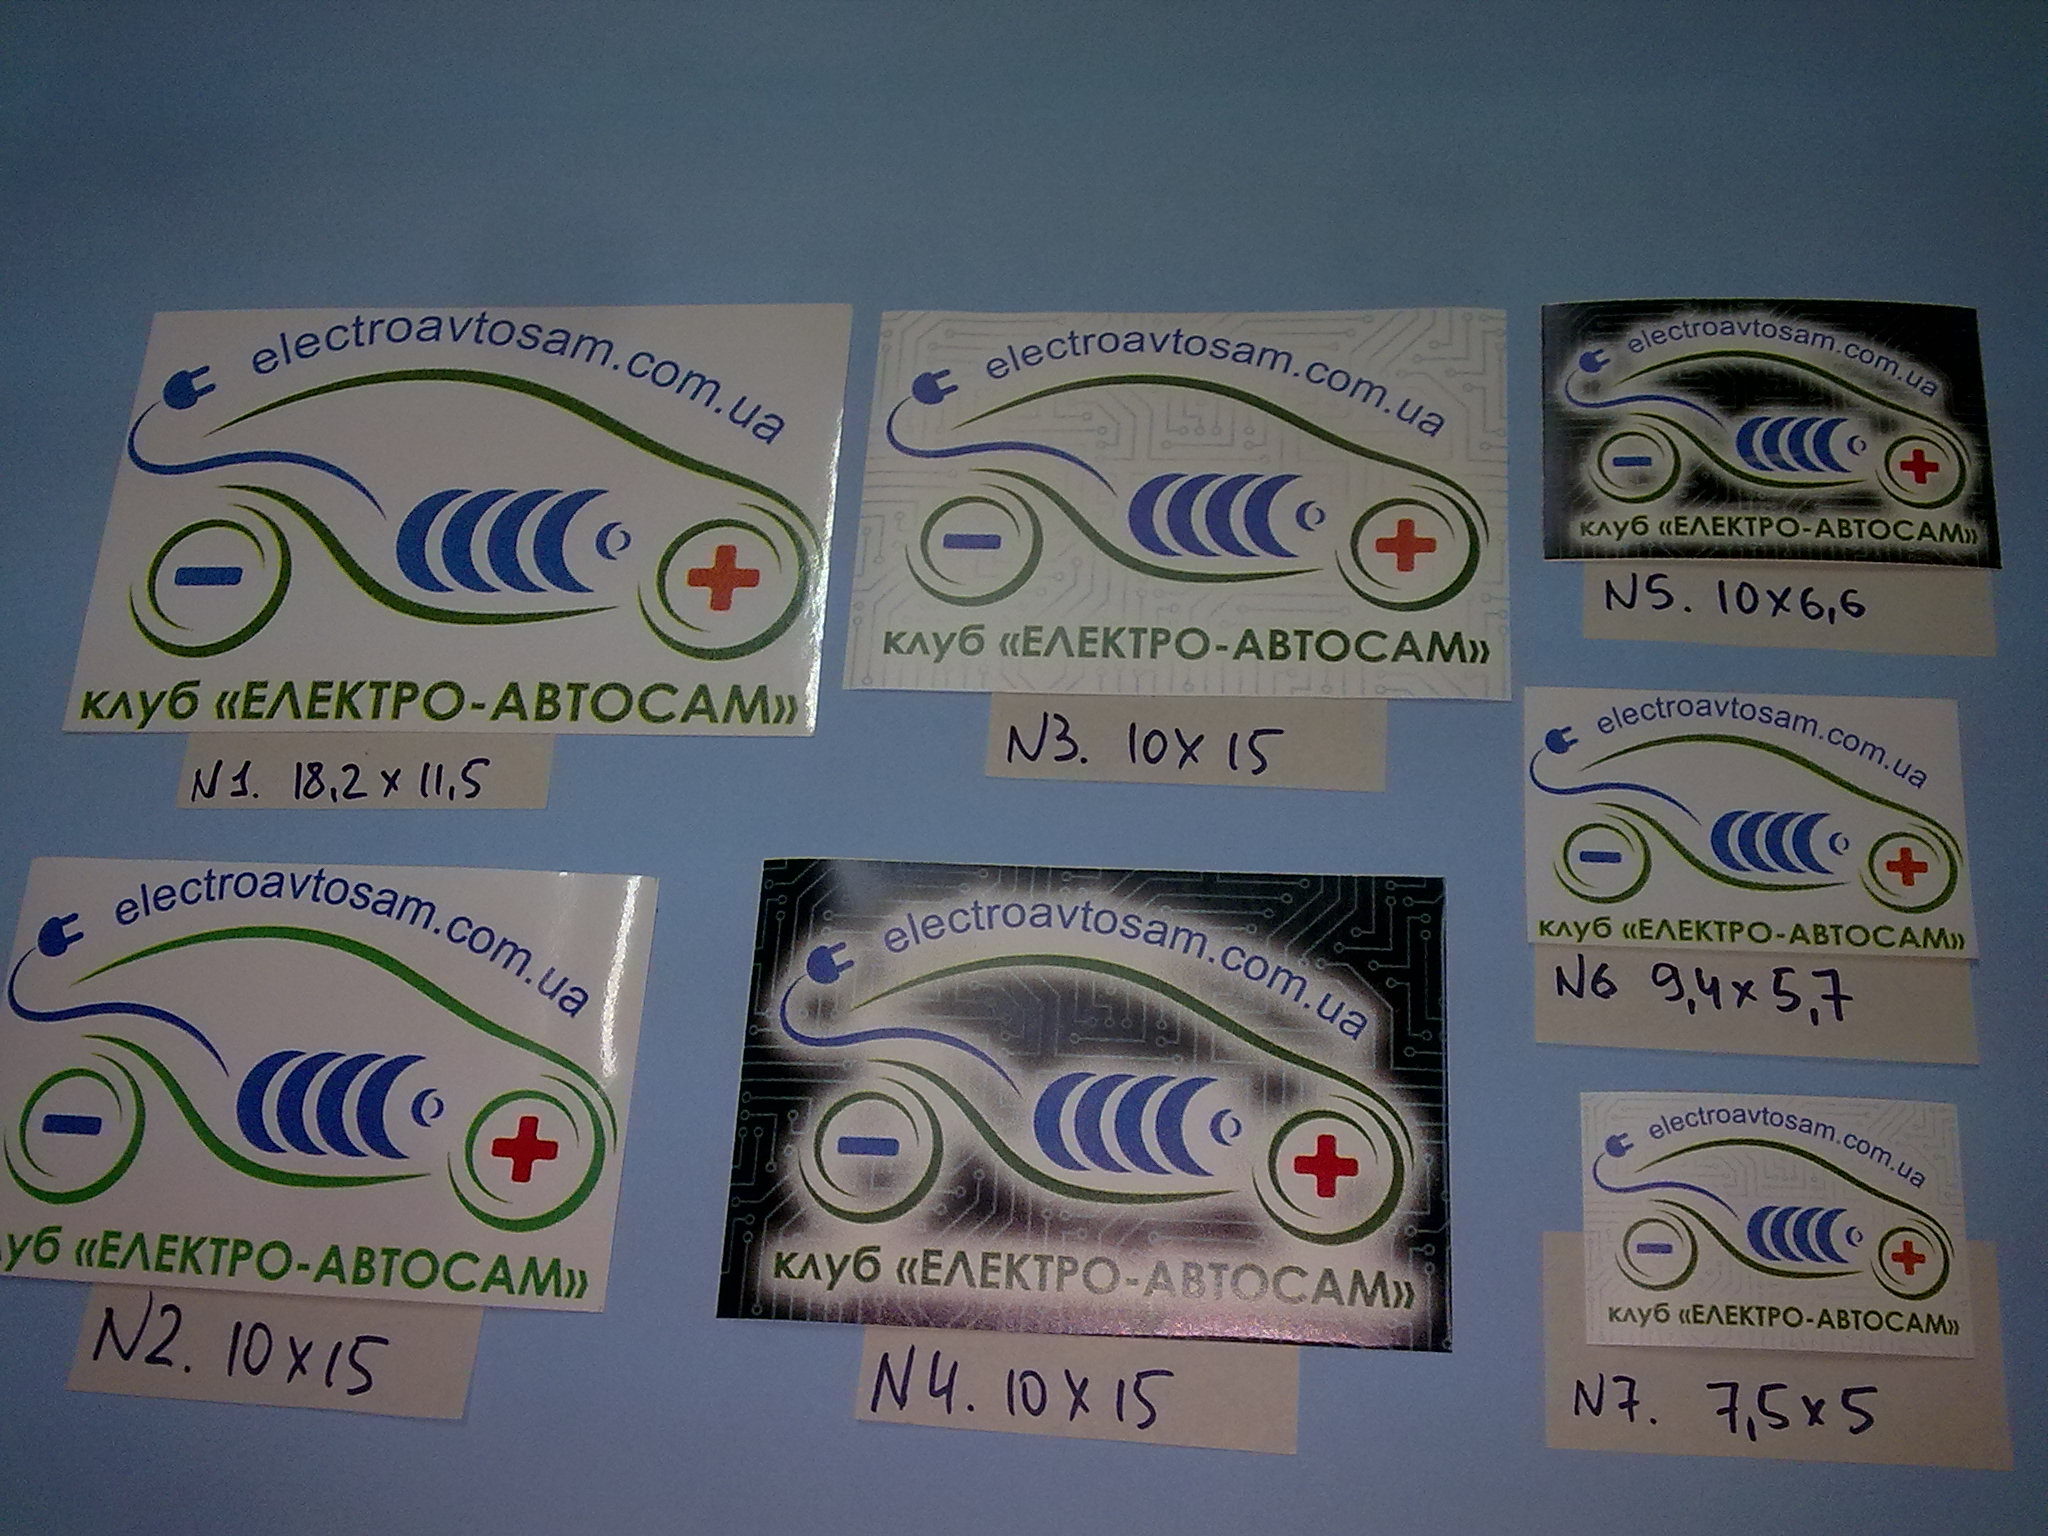 electroavtosam.com.ua
клуб «ЕЛЕКТРО-АВТОСАМ»
N1. 18,2 x 11,5
electroavtosam.com.ua
клуб «ЕЛЕКТРО-АВТОСАМ»
N3. 10 x 15
electroavtosam.com.ua
клуб «ЕЛЕКТРО-АВТОСАМ»
N5. 10 x 6,6
electroavtosam.com.ua
клуб «ЕЛЕКТРО-АВТОСАМ»
N6 9,4 x 5,7
electroavtosam.com.ua
луб «ЕЛЕКТРО-АВТОСАМ»
N2. 10 x 15
electroavtosam.com.ua
клуб «ЕЛЕКТРО-АВТОСАМ»
N4. 10 x 15
electroavtosam.com.ua
клуб «ЕЛЕКТРО-АВТОСАМ»
N7. 7,5 x 5